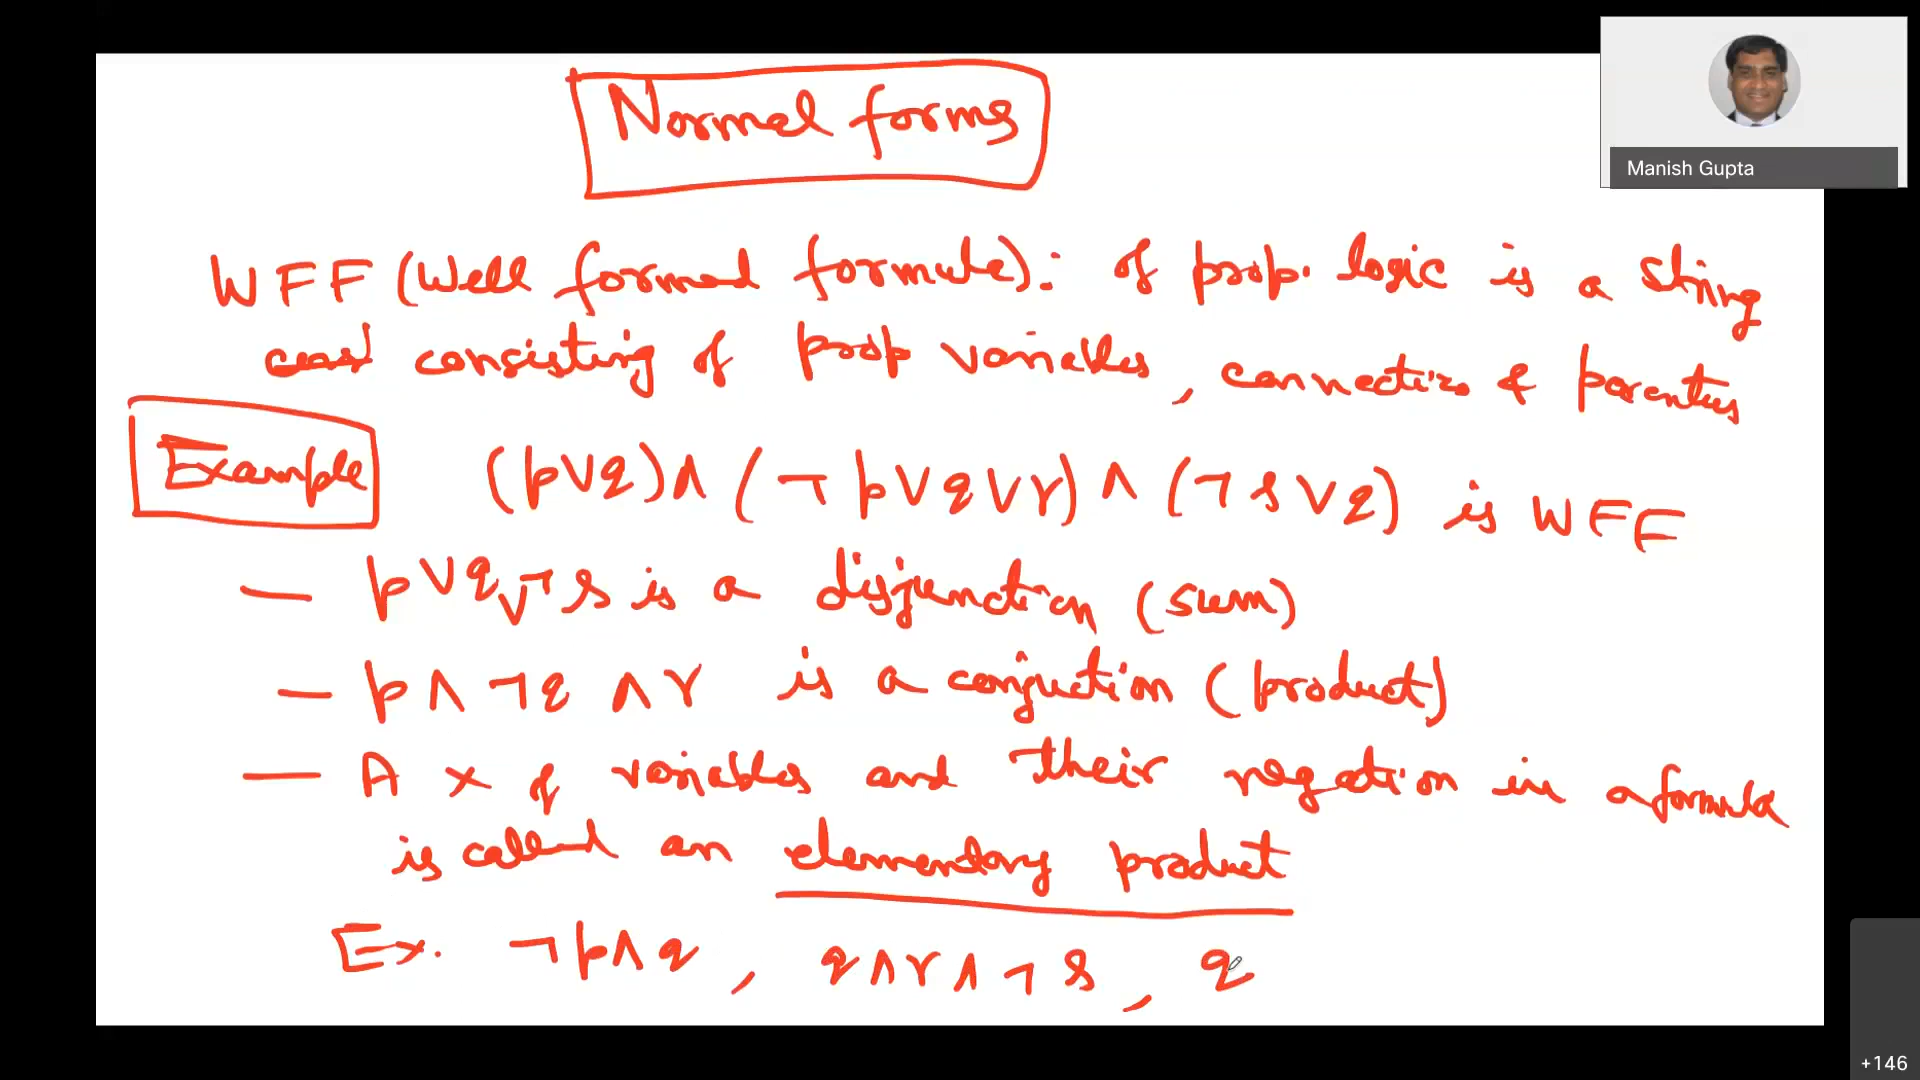 Normal forms
Manish Gupta
WFF (Well formed formula): of prop. logic is a string
consisting of prop variables, connectives & parenthes
Example (p∨q)∧(¬p∨q∨r)∧(¬s∨q) is WFF
— p∨q∨¬s is a disjunction (sum)
— p∧¬q∧r is a conjuction (product)
— A × of variables and their negation in a formula
is called an elementary product
Ex. ¬p∧q, q∧r∧¬s, q
+146